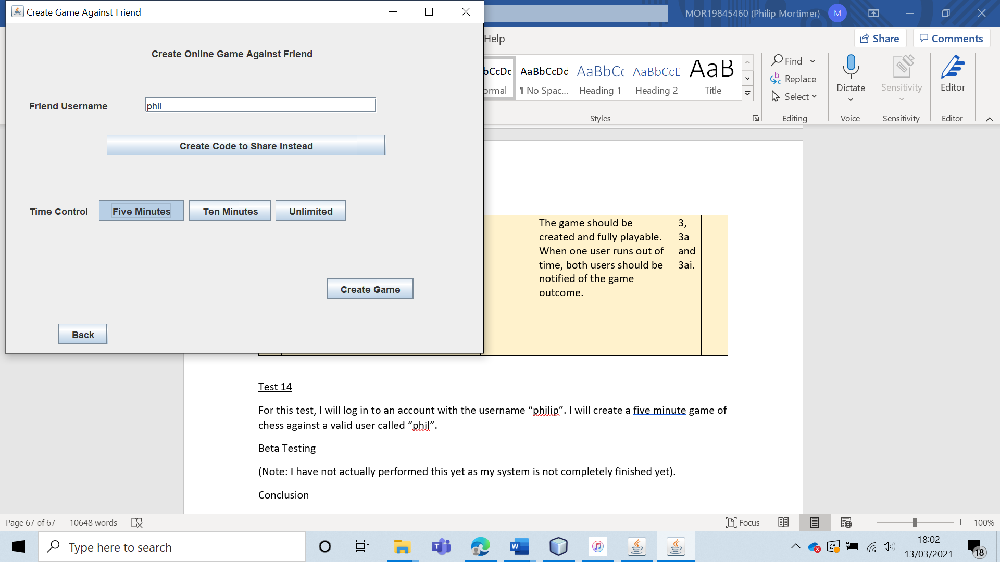 Create Game Against Friend
MOR19845460 (Philip Mortimer)
M
Help
Share
Comments
Create Online Game Against Friend
Friend Username
phil
Create Code to Share Instead
Time Control
Five Minutes
Ten Minutes
Unlimited
Create Game
Back
bCcDc
AaBbCcDc
AaBbC
AaBbCcE
AaB
ormal
¶ No Spac...
Heading 1
Heading 2
Title
Styles
Find
Replace
Select
Editing
Dictate
Voice
Sensitivity
Sensitivity
Editor
Editor
The game should be
created and fully playable.
When one user runs out of
time, both users should be
notified of the game
outcome.
3,
3a
and
3ai.
Test 14
For this test, I will log in to an account with the username “philip”. I will create a five minute game of
chess against a valid user called “phil”.
Beta Testing
(Note: I have not actually performed this yet as my system is not completely finished yet).
Conclusion
Page 67 of 67
10648 words
Focus
100%
Type here to search
18:02
13/03/2021
18